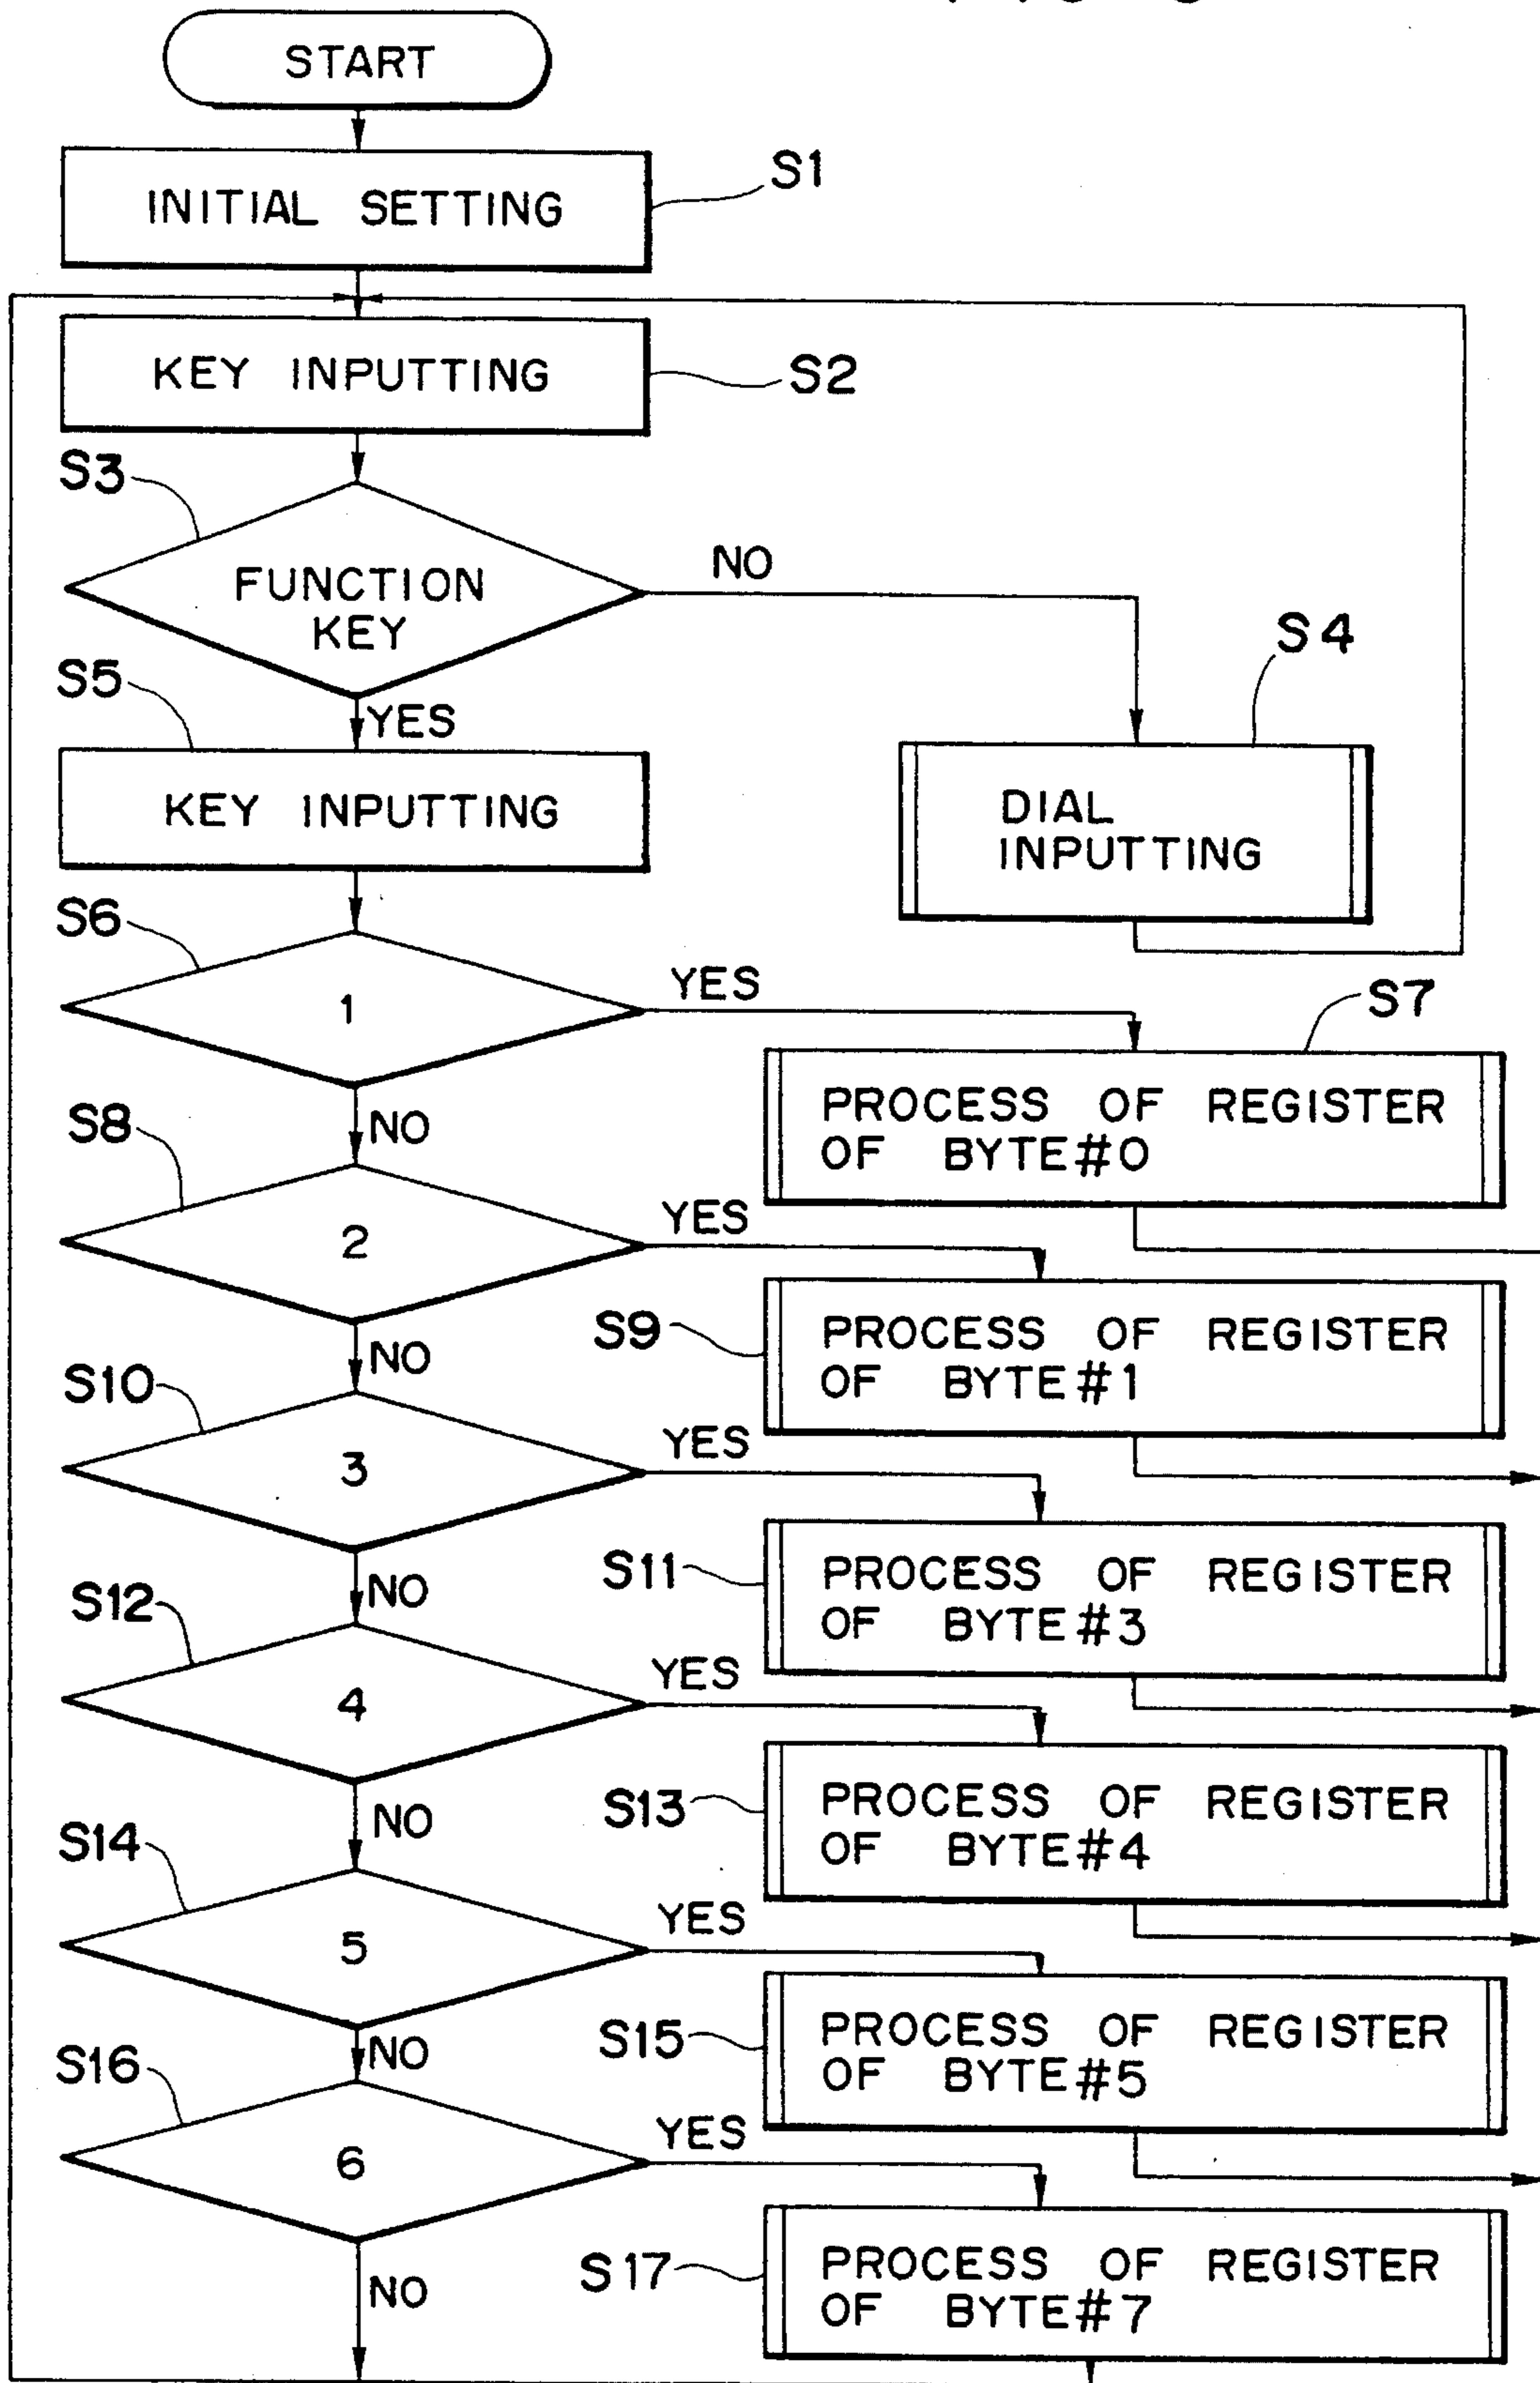 START
INITIAL SETTING
S1
KEY INPUTTING
S2
S3
FUNCTION
KEY
NO
S4
S5
YES
KEY INPUTTING
DIAL
INPUTTING
S6
1
YES
S7
PROCESS OF REGISTER
OF BYTE#0
NO
S8
2
YES
S9
PROCESS OF REGISTER
OF BYTE#1
NO
S10
3
YES
S11
PROCESS OF REGISTER
OF BYTE#3
NO
S12
4
YES
S13
PROCESS OF REGISTER
OF BYTE#4
NO
S14
5
YES
S15
PROCESS OF REGISTER
OF BYTE#5
NO
S16
6
YES
S17
PROCESS OF REGISTER
OF BYTE#7
NO